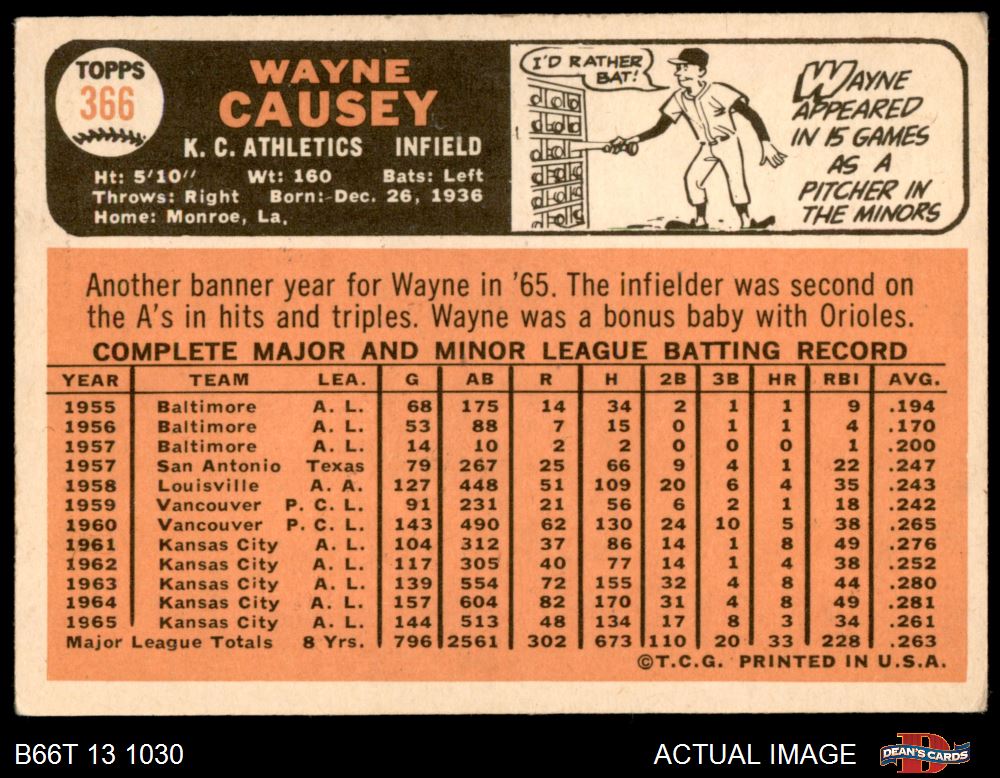 TOPPS
366
WAYNE
CAUSEY
K. C. ATHLETICS INFIELD
Ht: 5'10" Wt: 160 Bats: Left
Throws: Right Born: Dec. 26, 1936
Home: Monroe, La.
I'D RATHER
BAT!
WAYNE
APPEARED
IN 15 GAMES
AS A
PITCHER IN
THE MINORS
Another banner year for Wayne in '65. The infielder was second on
the A's in hits and triples. Wayne was a bonus baby with Orioles.
COMPLETE MAJOR AND MINOR LEAGUE BATTING RECORD
YEAR TEAM LEA. G AB R H 2B 3B HR RBI AVG.
1955 Baltimore A. L. 68 175 14 34 2 1 1 9 .194
1956 Baltimore A. L. 53 88 7 15 0 1 1 4 .170
1957 Baltimore A. L. 14 10 2 2 0 0 0 1 .200
1957 San Antonio Texas 79 267 25 66 9 4 1 22 .247
1958 Louisville A. A. 127 448 51 109 20 6 4 35 .243
1959 Vancouver P. C. L. 91 231 21 56 6 2 1 18 .242
1960 Vancouver P. C. L. 143 490 62 130 24 10 5 38 .265
1961 Kansas City A. L. 104 312 37 86 14 1 8 49 .276
1962 Kansas City A. L. 117 305 40 77 14 1 4 38 .252
1963 Kansas City A. L. 139 554 72 155 32 4 8 44 .280
1964 Kansas City A. L. 157 604 82 170 31 4 8 49 .281
1965 Kansas City A. L. 144 513 48 134 17 8 3 34 .261
Major League Totals 8 Yrs. 796 2561 302 673 110 20 33 228 .263
©T.C.G. PRINTED IN U.S.A.
B66T 13 1030 ACTUAL IMAGE DEAN'S CARDS